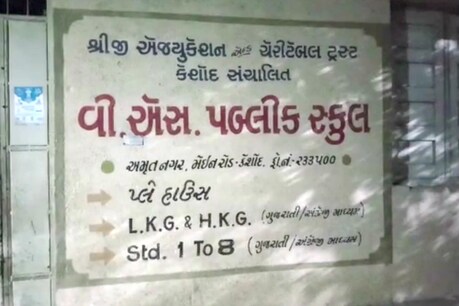 શ્રીજી એજ્યુકેશન એન્ડ ચેરીટેબલ ટ્રસ્ટ
કેશોદ સંચાલિત
વી. એસ. પબ્લીક સ્કુલ
અમૃતનગર, મેઈન રોડ - કેશોદ. ફો.નં:- ૨૩૩૫૦૦
પ્લે હાઉસ
L.K.G. & H.K.G. (ગુજરાતી/અંગ્રેજી માધ્યમ)
Std. 1 To 8 (ગુજરાતી/અંગ્રેજી માધ્યમ)